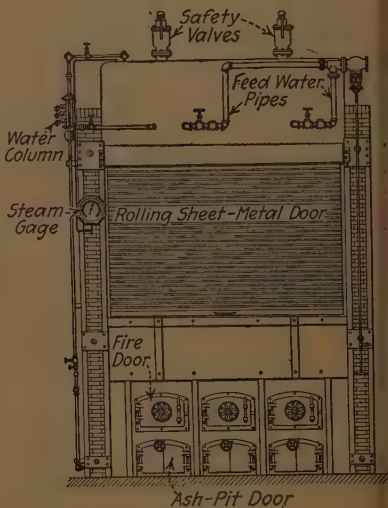 Safety
Valves
Feed Water
Pipes
Water
Column
Steam
Gage
Rolling Sheet-Metal Door
Fire
Door
Ash-Pit Door